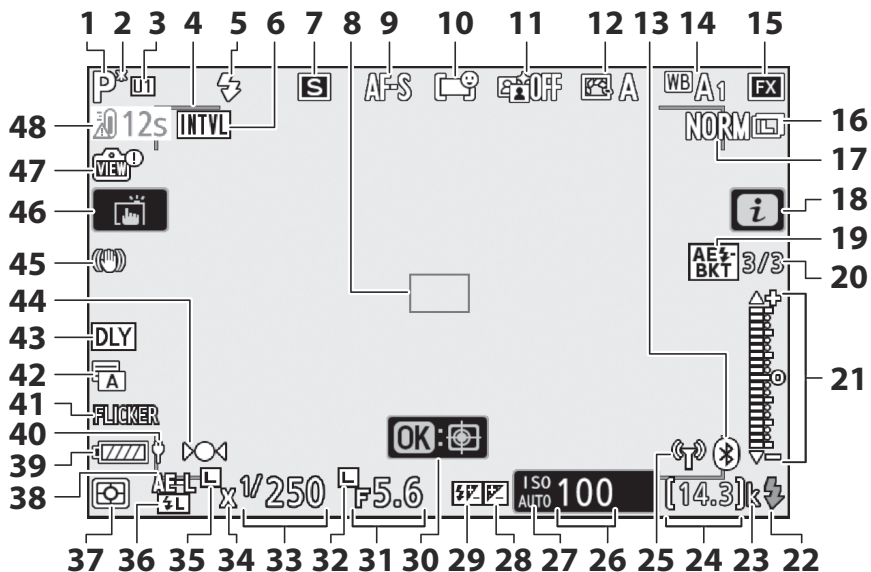 1 2 3 4 5 6 7 8 9 10 11 12 13 14 15
P* U1 S AF-S OFF A WB A1 FX
48 12s INTVL NORM L 16
17
47 VIEW !
46 i 18
19
45 AE BKT 3/3 20
8
44
13
43 DLY
21
42 A
41 FLICKER
40
39 OK :
38 AE-L L X 1/250 L F5.6 ISO AUTO 100 [14.3] k
L
37 36 35 34 33 32 31 30 29 28 27 26 25 24 23 22